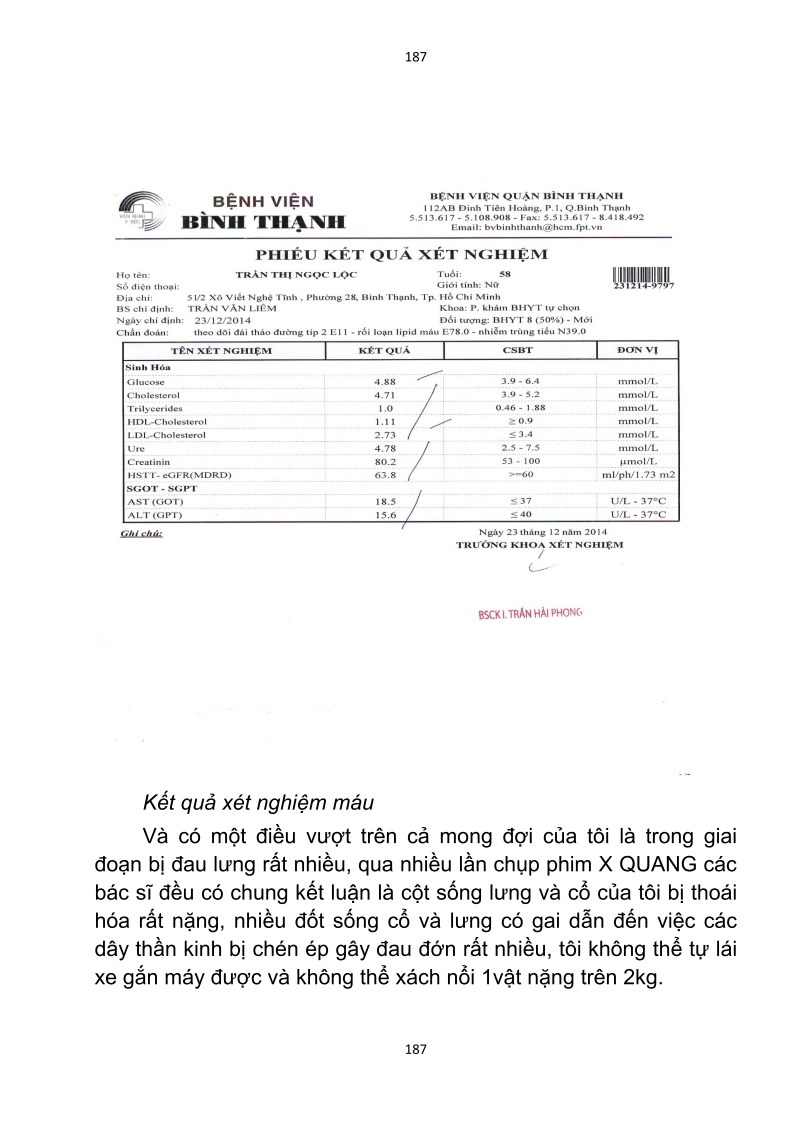 187
BỆNH VIỆN
BÌNH THẠNH
BỆNH VIỆN QUẬN BÌNH THẠNH
112AB Đinh Tiên Hoàng, P.1, Q.Bình Thạnh
5.513.617 - 5.108.908 - Fax: 5.513.617 - 8.418.492
Email: bvbinhthanh@hcm.fpt.vn
PHIẾU KẾT QUẢ XÉT NGHIỆM
Họ tên: TRẦN THỊ NGỌC LỘC Tuổi: 58
Số điện thoại: Giới tính: Nữ 231214-9797
Địa chỉ: 51/2 Xô Viết Nghệ Tĩnh , Phường 28, Bình Thạnh, Tp. Hồ Chí Minh
BS chỉ định: TRẦN VĂN LIÊM Khoa: P. khám BHYT tự chọn
Ngày chỉ định: 23/12/2014 Đối tượng: BHYT 8 (50%) - Mới
Chẩn đoán: theo dõi đái tháo đường típ 2 E11 - rối loạn lipid máu E78.0 - nhiễm trùng tiểu N39.0
TÊN XÉT NGHIỆM KẾT QUẢ CSBT ĐƠN VỊ
Sinh Hóa
Glucose 4.88 3.9 - 6.4 mmol/L
Cholesterol 4.71 3.9 - 5.2 mmol/L
Trilycerides 1.0 0.46 - 1.88 mmol/L
HDL-Cholesterol 1.11 ≥ 0.9 mmol/L
LDL-Cholesterol 2.73 ≤ 3.4 mmol/L
Ure 4.78 2.5 - 7.5 mmol/L
Creatinin 80.2 53 - 100 µmol/L
HSTT- eGFR(MDRD) 63.8 >=60 ml/ph/1.73 m2
SGOT - SGPT
AST (GOT) 18.5 ≤ 37 U/L - 37°C
ALT (GPT) 15.6 ≤ 40 U/L - 37°C
Ghi chú: Ngày 23 tháng 12 năm 2014
TRƯỞNG KHOA XÉT NGHIỆM
BSCK I. TRẦN HẢI PHONG
Kết quả xét nghiệm máu
Và có một điều vượt trên cả mong đợi của tôi là trong giai
đoạn bị đau lưng rất nhiều, qua nhiều lần chụp phim X QUANG các
bác sĩ đều có chung kết luận là cột sống lưng và cổ của tôi bị thoái
hóa rất nặng, nhiều đốt sống cổ và lưng có gai dẫn đến việc các
dây thần kinh bị chén ép gây đau đớn rất nhiều, tôi không thể tự lái
xe gắn máy được và không thể xách nổi 1vật nặng trên 2kg.
187